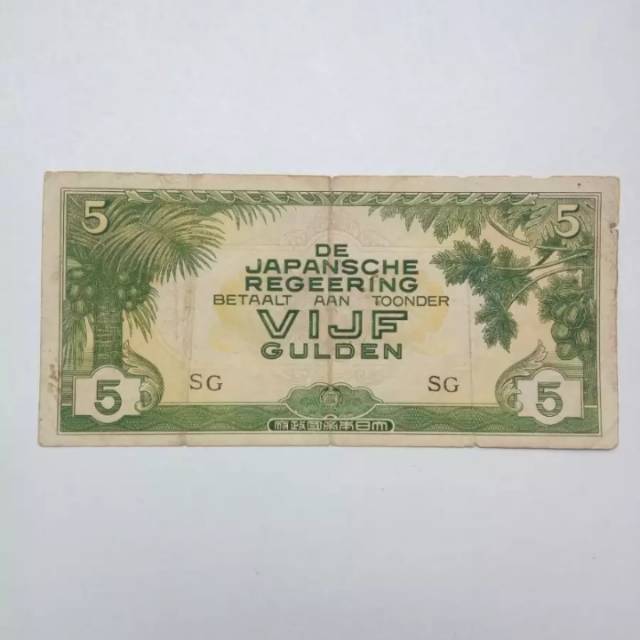 5 5
DE
JAPANSCHE
REGEERING
BETAALT AAN TOONDER
VIJF
GULDEN
SG SG
5 5
府政國帝本日大